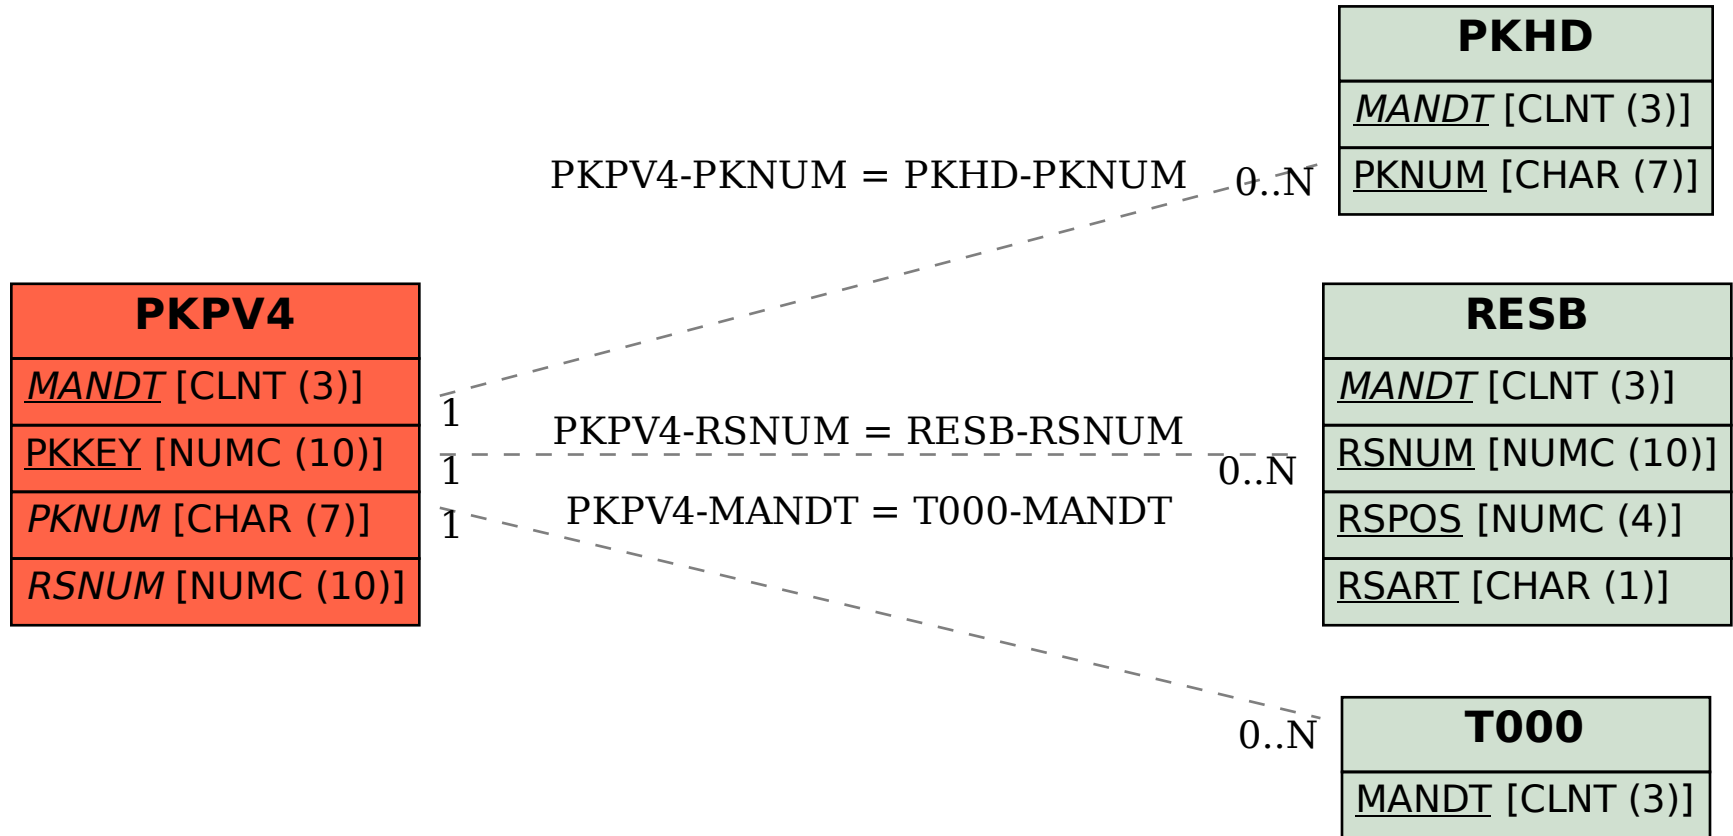 PKHD
MANDT [CLNT (3)]
PKNUM [CHAR (7)]
PKPV4-PKNUM = PKHD-PKNUM
0..N
PKPV4
MANDT [CLNT (3)]
PKKEY [NUMC (10)]
PKNUM [CHAR (7)]
RSNUM [NUMC (10)]
1
PKPV4-RSNUM = RESB-RSNUM
1
0..N
PKPV4-MANDT = T000-MANDT
1
0..N
RESB
MANDT [CLNT (3)]
RSNUM [NUMC (10)]
RSPOS [NUMC (4)]
RSART [CHAR (1)]
T000
MANDT [CLNT (3)]